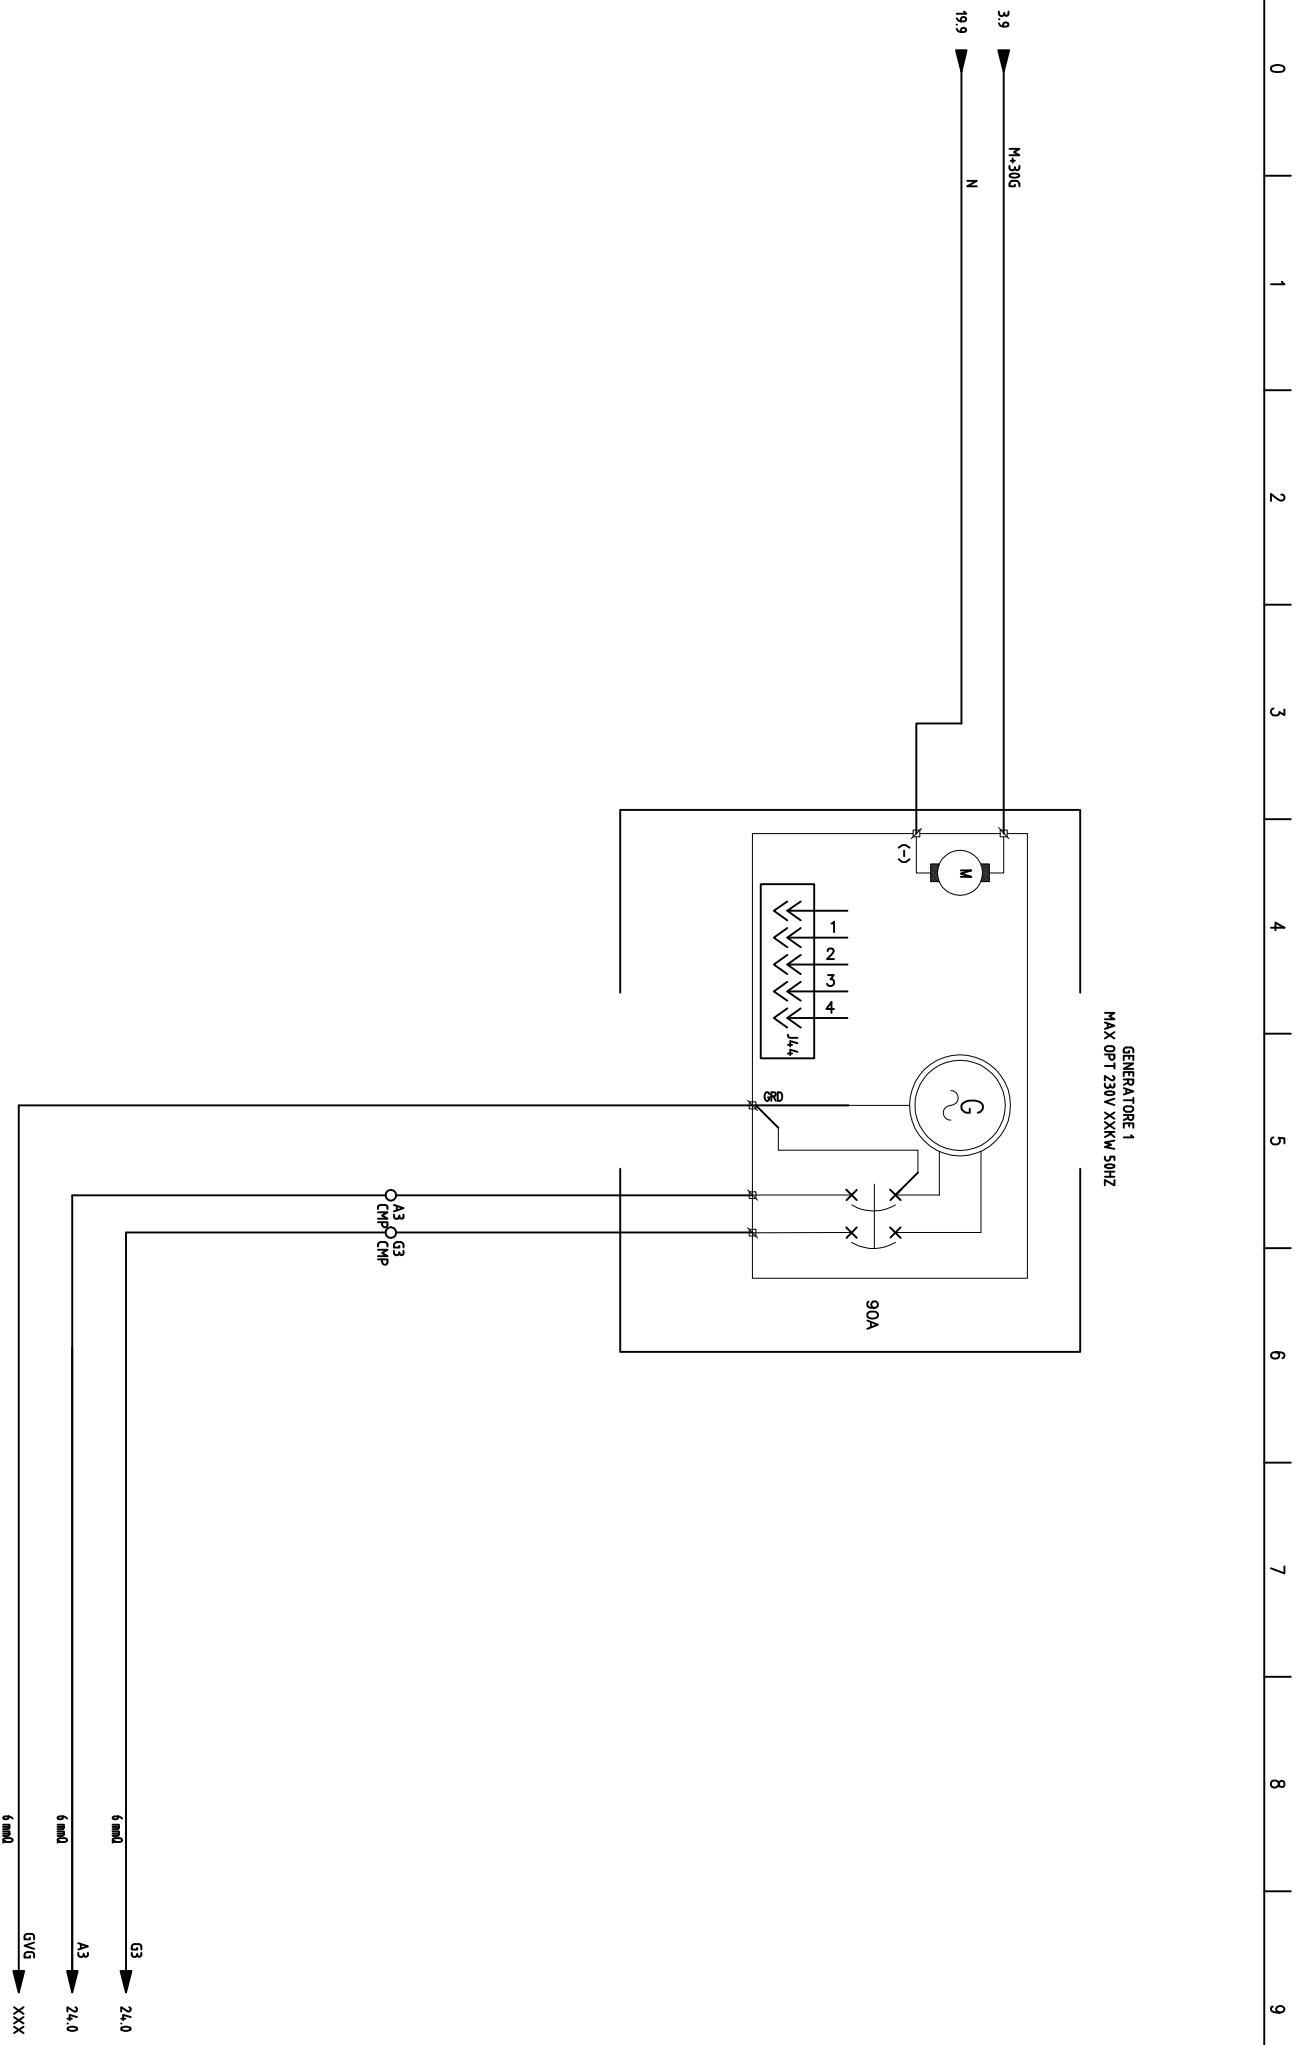 0
1
2
3
4
5
6
7
8
9
GENERATORE 1
MAX OPT 230V XXKW 50HZ
3.9
M+30G
19.9
N
M
(-)
G
1
2
3
4
J44
GRD
90A
A3
CMP
G3
CMP
6 mmQ
G3
24.0
6 mmQ
A3
24.0
6 mmQ
GVG
XXX